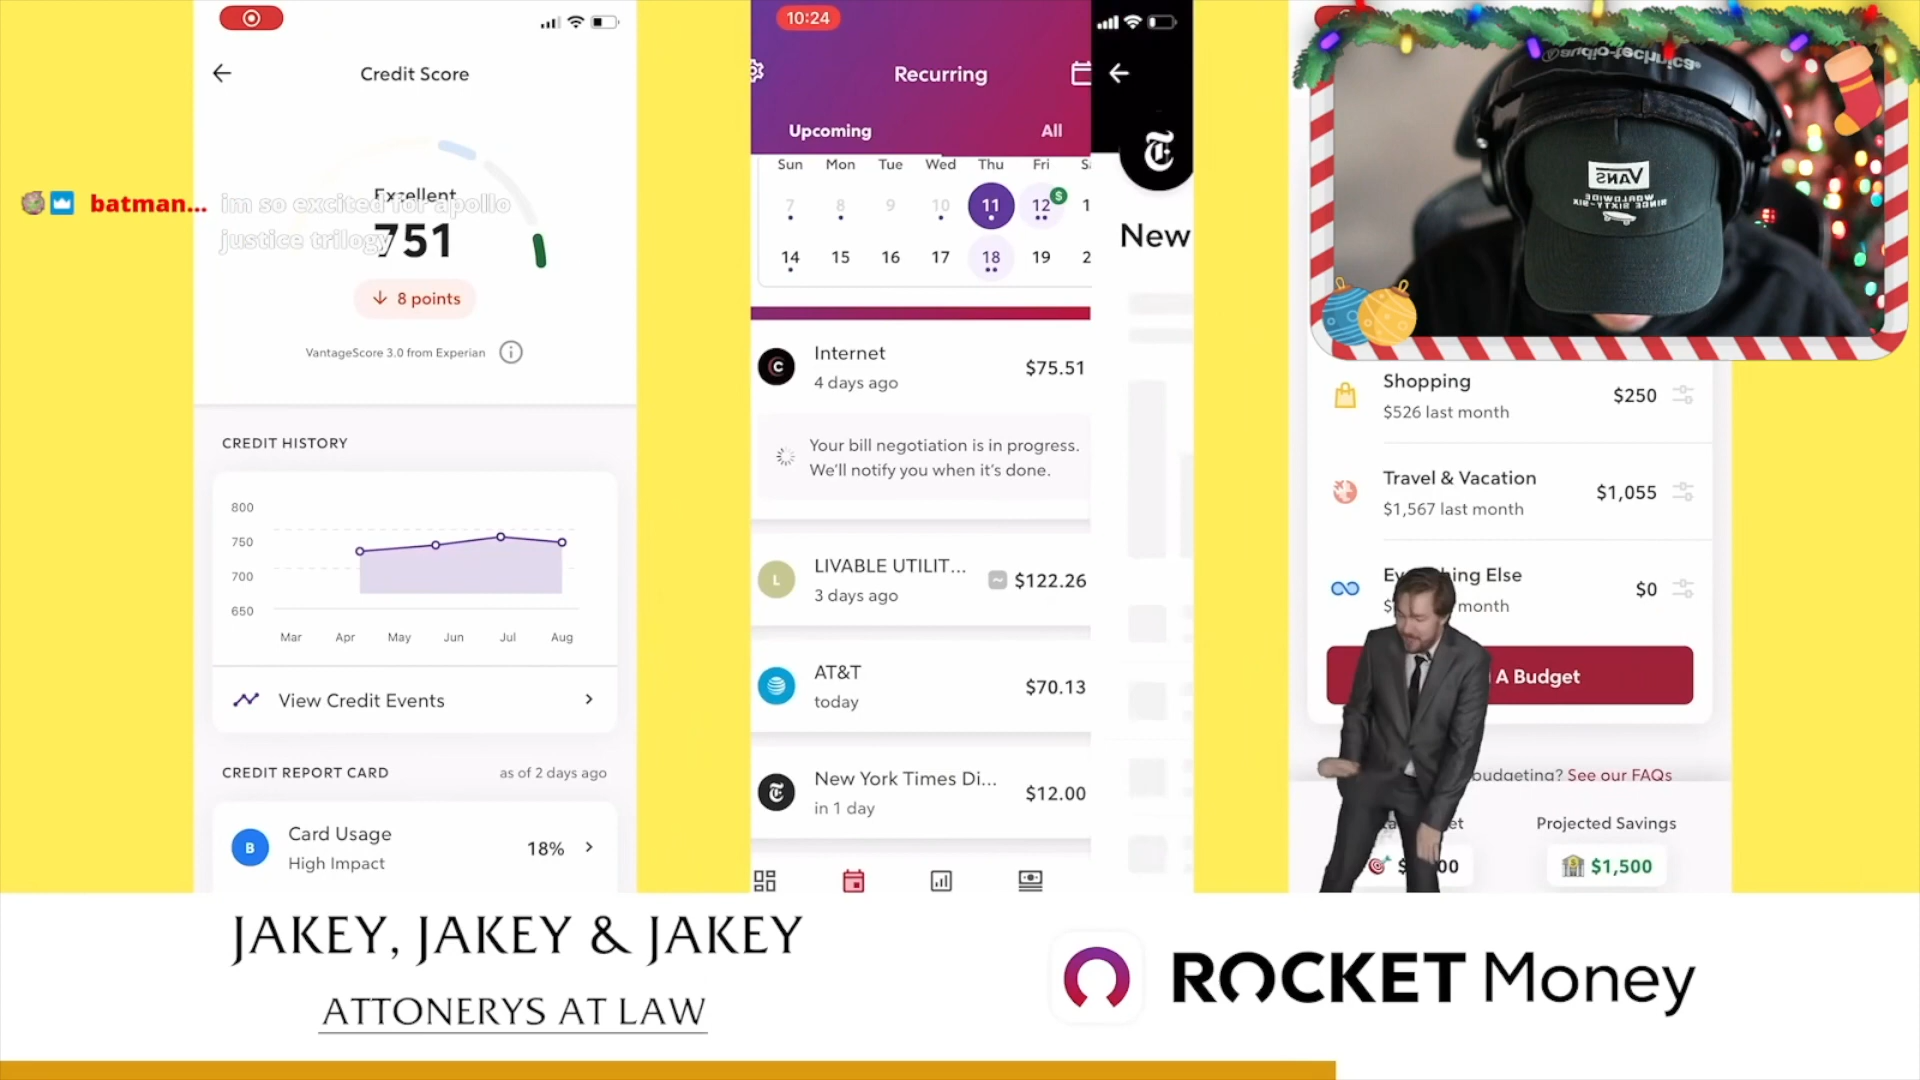 Credit Score
Excellent
751
8 points
VantageScore 3.0 from Experian
CREDIT HISTORY
800
750
700
650
Mar Apr May Jun Jul Aug
View Credit Events
CREDIT REPORT CARD as of 2 days ago
B Card Usage 18%
High Impact
batman... im so excited for apollo
justice trilogy
10:24
Recurring
Upcoming All
Sun Mon Tue Wed Thu Fri
7 8 9 10 11 12 $
14 15 16 17 18 19
Internet $75.51
4 days ago
Your bill negotiation is in progress.
We'll notify you when it's done.
L LIVABLE UTILIT... $122.26
3 days ago
AT&T $70.13
today
New York Times Di... $12.00
in 1 day
New
audio-technica
VANS
Shopping $250
$526 last month
Travel & Vacation $1,055
$1,567 last month
Everything Else $0
month
A Budget
budgeting? See our FAQs
Projected Savings
$1,500
JAKEY, JAKEY & JAKEY
ATTONERYS AT LAW
ROCKET Money